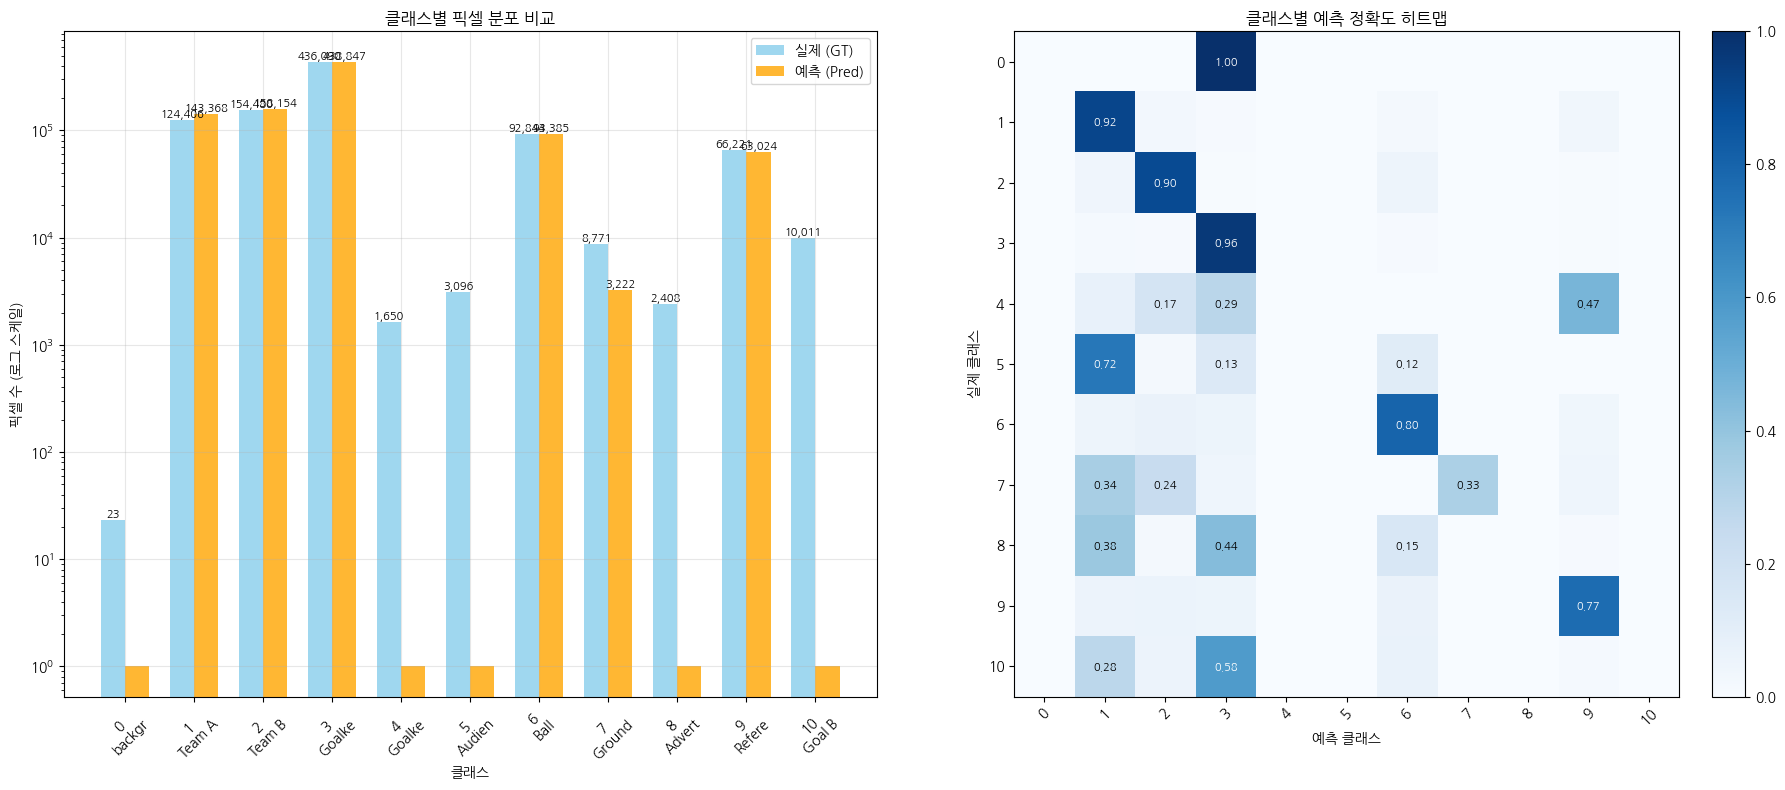 클래스별 픽셀 분포 비교
실제 (GT)
예측 (Pred)
픽셀 수 (로그 스케일)
10^5
10^4
10^3
10^2
10^1
10^0
23
124,406
143,368
154,400
436,090
1,650
3,096
8,771
3,222
2,408
66,221
63,024
10,011
0
backgr
1
Team A
2
Team B
3
Goalke
4
Goalke
5
Audien
6
Ball
7
Ground
8
Advert
9
Refere
10
Goal B
클래스
클래스별 예측 정확도 히트맵
실제 클래스
0
1
2
3
4
5
6
7
8
9
10
1.00
0.92
0.90
0.96
0.17 0.29 0.47
0.72 0.13 0.12
0.80
0.34 0.24 0.33
0.38 0.44 0.15
0.77
0.28 0.58
0 1 2 3 4 5 6 7 8 9 10
예측 클래스
1.0
0.8
0.6
0.4
0.2
0.0